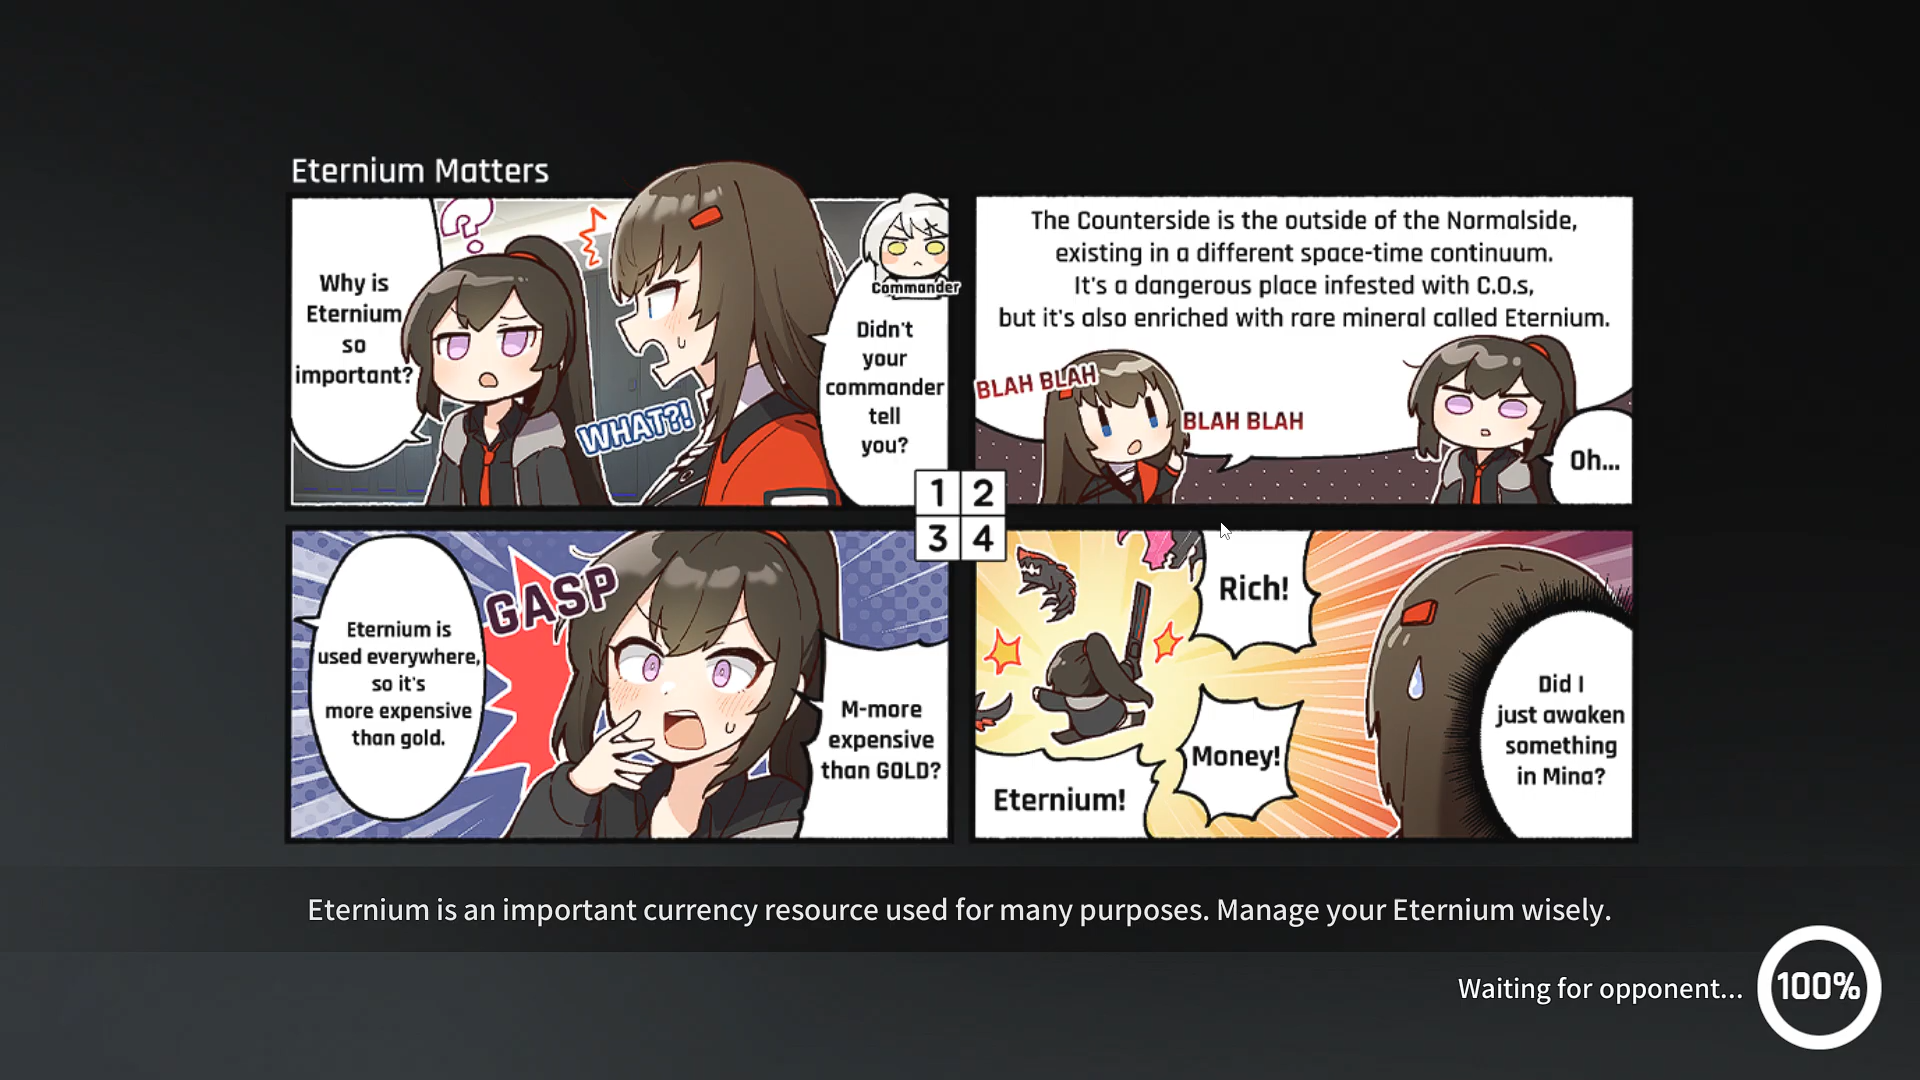 Eternium Matters
Why is
Eternium
so
important?
WHAT?!
Commander
Didn't
your
commander
tell
you?
The Counterside is the outside of the Normalside,
existing in a different space-time continuum.
It's a dangerous place infested with C.O.s,
but it's also enriched with rare mineral called Eternium.
BLAH BLAH
BLAH BLAH
Oh...
1 2
3 4
Eternium is
used everywhere,
so it's
more expensive
than gold.
GASP
M-more
expensive
than GOLD?
Rich!
Money!
Eternium!
Did I
just awaken
something
in Mina?
Eternium is an important currency resource used for many purposes. Manage your Eternium wisely.
Waiting for opponent...
100%